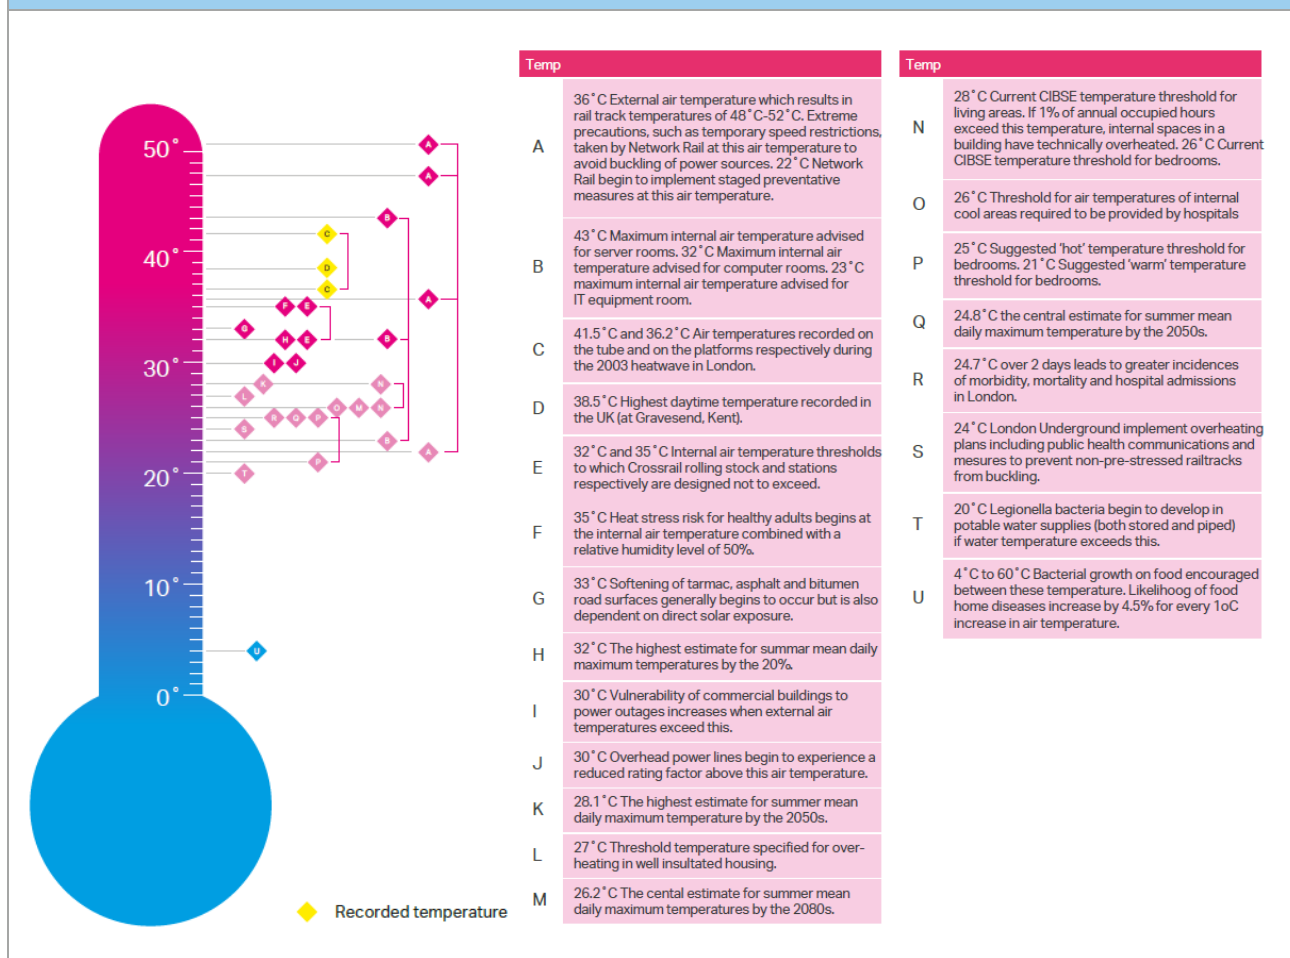 50°
40°
30°
20°
10°
0°
A
A
B
C
D
C
A
F E
G
H E
B
I J
K
N
L
O M N
R Q P
S
B
A
P
T
U
Recorded temperature
Temp
A
36°C External air temperature which results in
rail track temperatures of 48°C-52°C. Extreme
precautions, such as temporary speed restrictions,
taken by Network Rail at this air temperature to
avoid buckling of power sources. 22°C Network
Rail begin to implement staged preventative
measures at this air temperature.
B
43°C Maximum internal air temperature advised
for server rooms. 32°C Maximum internal air
temperature advised for computer rooms. 23°C
maximum internal air temperature advised for
IT equipment room.
C
41.5°C and 36.2°C Air temperatures recorded on
the tube and on the platforms respectively during
the 2003 heatwave in London.
D
38.5°C Highest daytime temperature recorded in
the UK (at Gravesend, Kent).
E
32°C and 35°C Internal air temperature thresholds
to which Crossrail rolling stock and stations
respectively are designed not to exceed.
F
35°C Heat stress risk for healthy adults begins at
the internal air temperature combined with a
relative humidity level of 50%.
G
33°C Softening of tarmac, asphalt and bitumen
road surfaces generally begins to occur but is also
dependent on direct solar exposure.
H
32°C The highest estimate for summar mean daily
maximum temperatures by the 20%.
I
30°C Vulnerability of commercial buildings to
power outages increases when external air
temperatures exceed this.
J
30°C Overhead power lines begin to experience a
reduced rating factor above this air temperature.
K
28.1°C The highest estimate for summer mean
daily maximum temperature by the 2050s.
L
27°C Threshold temperature specified for over-
heating in well insultated housing.
M
26.2°C The cental estimate for summer mean
daily maximum temperatures by the 2080s.
Temp
N
28°C Current CIBSE temperature threshold for
living areas. If 1% of annual occupied hours
exceed this temperature, internal spaces in a
building have technically overheated. 26°C Current
CIBSE temperature threshold for bedrooms.
O
26°C Threshold for air temperatures of internal
cool areas required to be provided by hospitals
P
25°C Suggested 'hot' temperature threshold for
bedrooms. 21°C Suggested 'warm' temperature
threshold for bedrooms.
Q
24.8°C the central estimate for summer mean
daily maximum temperature by the 2050s.
R
24.7°C over 2 days leads to greater incidences
of morbidity, mortality and hospital admissions
in London.
S
24°C London Underground implement overheating
plans including public health communications and
mesures to prevent non-pre-stressed railtracks
from buckling.
T
20°C Legionella bacteria begin to develop in
potable water supplies (both stored and piped)
if water temperature exceeds this.
U
4°C to 60°C Bacterial growth on food encouraged
between these temperature. Likelihoog of food
home diseases increase by 4.5% for every 1oC
increase in air temperature.